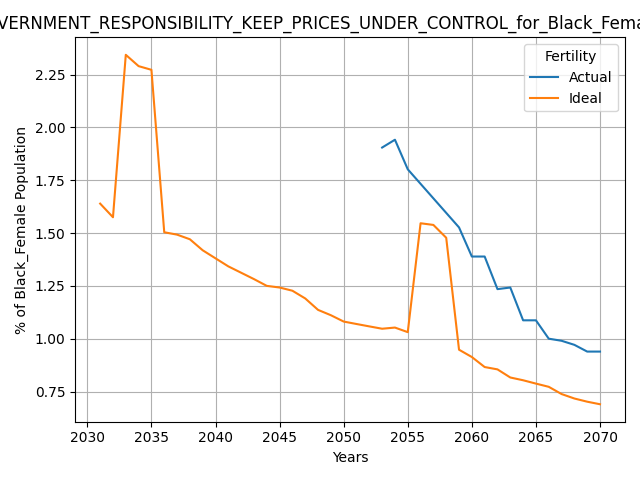 VERNMENT_RESPONSIBILITY_KEEP_PRICES_UNDER_CONTROL_for_Black_Fema
Fertility
Actual
Ideal
% of Black_Female Population
2.25
2.00
1.75
1.50
1.25
1.00
0.75
2030 2035 2040 2045 2050 2055 2060 2065 2070
Years